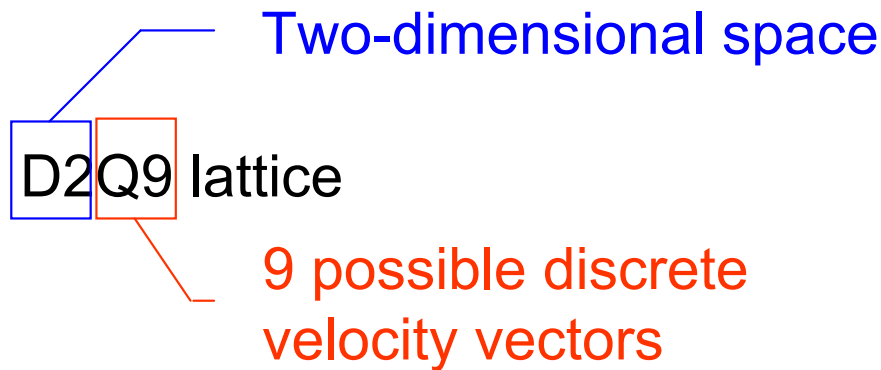 Two-dimensional space
D2Q9 lattice
9 possible discrete
velocity vectors